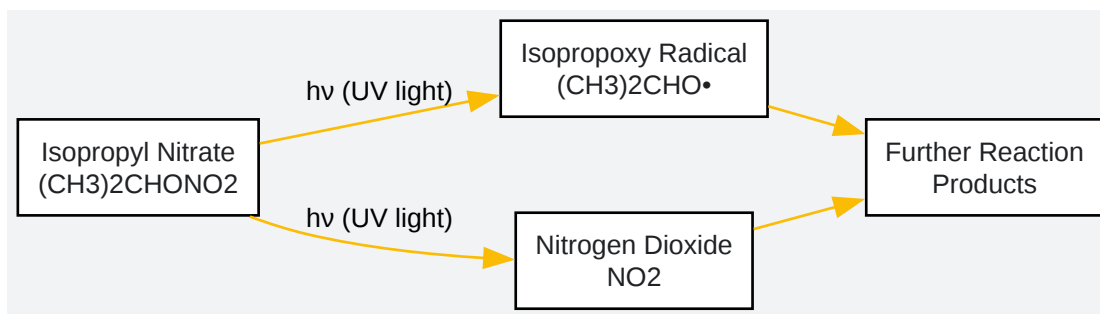 Isopropyl Nitrate
(CH3)2CHONO2
hν (UV light)
Isopropoxy Radical
(CH3)2CHO•
hν (UV light)
Nitrogen Dioxide
NO2
Further Reaction
Products